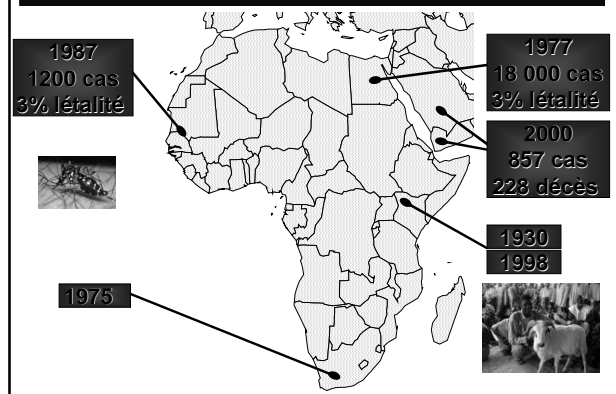 1987
1200 cas
3% létalité
1977
18 000 cas
3% létalité
2000
857 cas
228 décès
1930
1998
1975